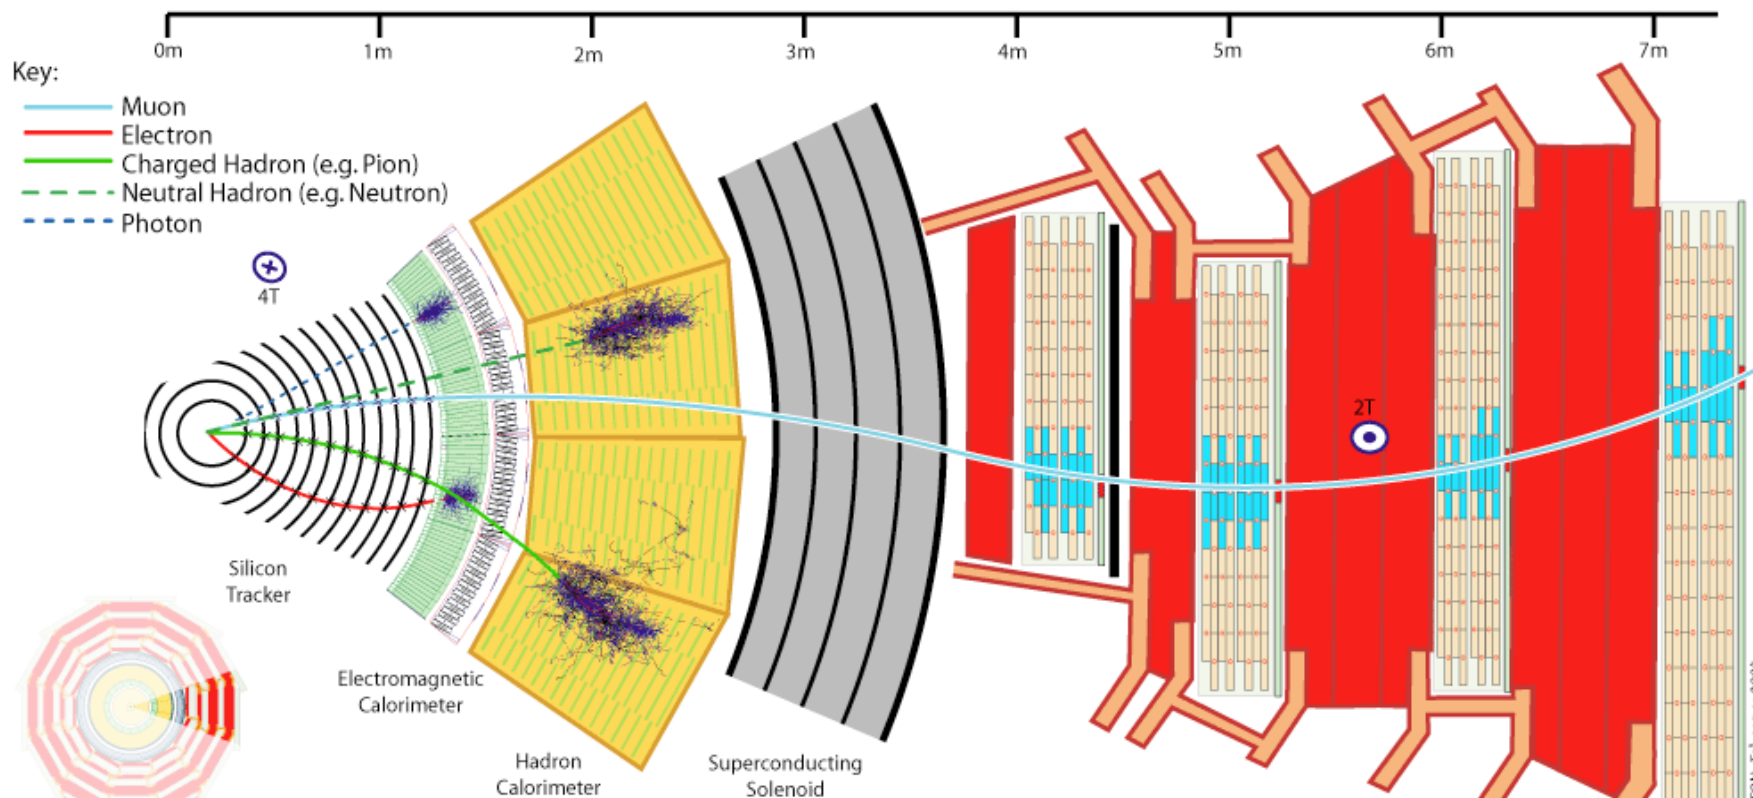 0m 1m 2m 3m 4m 5m 6m 7m
Key:
Muon
Electron
Charged Hadron (e.g. Pion)
Neutral Hadron (e.g. Neutron)
Photon
4T
2T
Silicon
Tracker
Electromagnetic
Calorimeter
Hadron
Calorimeter
Superconducting
Solenoid